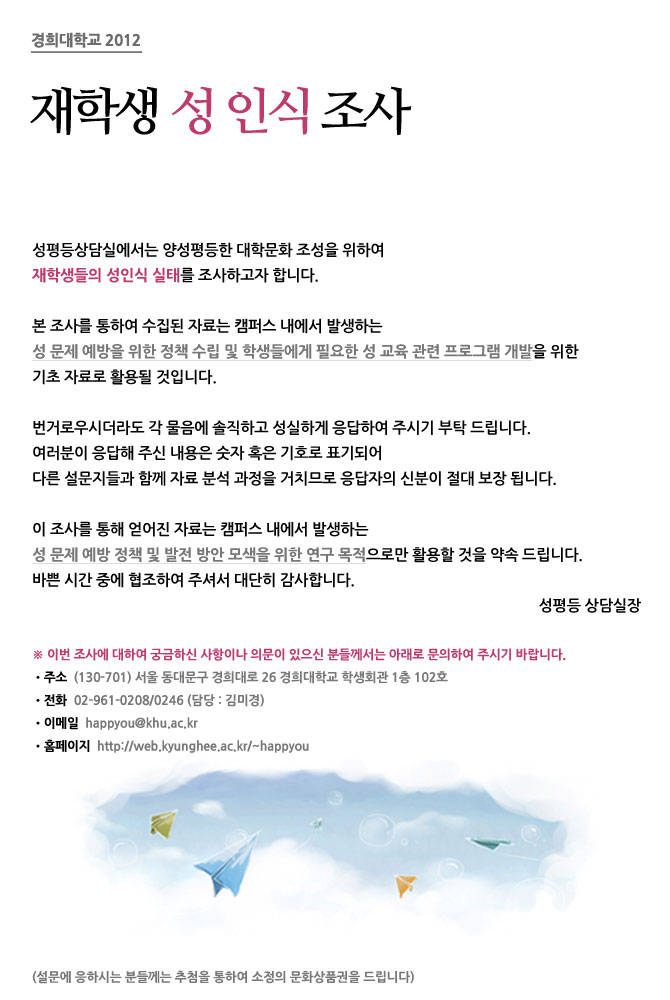 경희대학교 2012
재학생 성 인식 조사
성평등상담실에서는 양성평등한 대학문화 조성을 위하여
재학생들의 성인식 실태를 조사하고자 합니다.
본 조사를 통하여 수집된 자료는 캠퍼스 내에서 발생하는
성 문제 예방을 위한 정책 수립 및 학생들에게 필요한 성 교육 관련 프로그램 개발을 위한
기초 자료로 활용될 것입니다.
번거로우시더라도 각 물음에 솔직하고 성실하게 응답하여 주시기 부탁 드립니다.
여러분이 응답해 주신 내용은 숫자 혹은 기호로 표기되어
다른 설문지들과 함께 자료 분석 과정을 거치므로 응답자의 신분이 절대 보장 됩니다.
이 조사를 통해 얻어진 자료는 캠퍼스 내에서 발생하는
성 문제 예방 정책 및 발전 방안 모색을 위한 연구 목적으로만 활용할 것을 약속 드립니다.
바쁜 시간 중에 협조하여 주셔서 대단히 감사합니다.
성평등 상담실장
※ 이번 조사에 대하여 궁금하신 사항이나 의문이 있으신 분들께서는 아래로 문의하여 주시기 바랍니다.
· 주소 (130-701) 서울 동대문구 경희대로 26 경희대학교 학생회관 1층 102호
· 전화 02-961-0208/0246 (담당 : 김미경)
· 이메일 happyou@khu.ac.kr
· 홈페이지 http://web.kyunghee.ac.kr/~happyou
(설문에 응하시는 분들께는 추첨을 통하여 소정의 문화상품권을 드립니다)